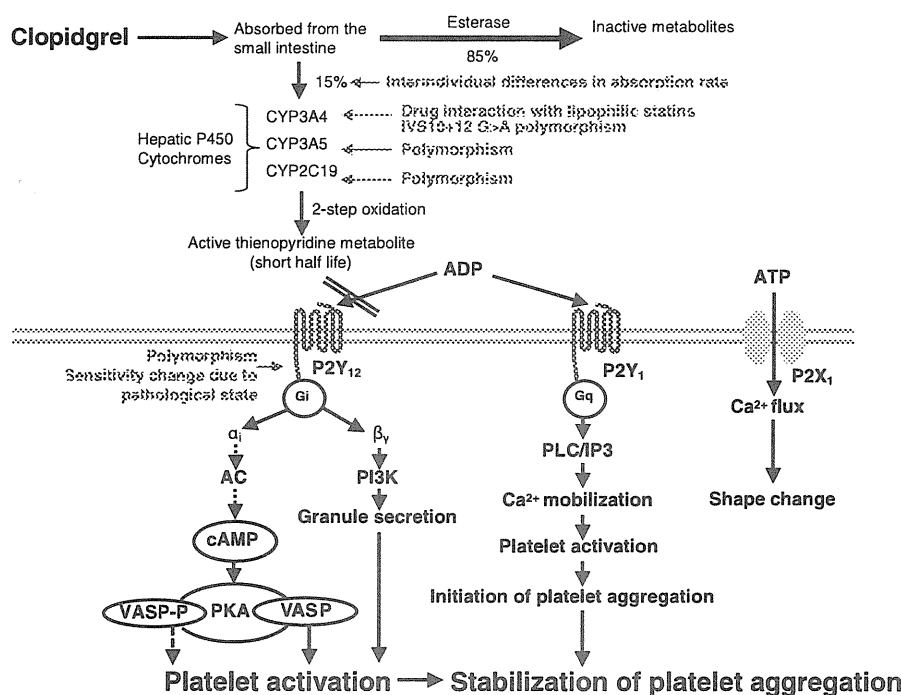 Clopidgrel
Absorbed from the
small intestine
Esterase
85%
Inactive metabolites
15%
Interindividual differences in absorption rate
Hepatic P450
Cytochromes
CYP3A4
Drug interaction with lipophilic statins
IVS10+12 G>A polymorphism
CYP3A5
Polymorphism
CYP2C19
Polymorphism
2-step oxidation
Active thienopyridine metabolite
(short half life)
ADP
ATP
Polymorphism
Sensitivity change due to
pathological state
P2Y12
P2Y1
P2X1
Gi
Gq
Ca2+ flux
αi
βγ
PLC/IP3
AC
PI3K
Ca2+ mobilization
Shape change
Granule secretion
cAMP
Platelet activation
VASP-P
PKA
VASP
Initiation of platelet aggregation
Platelet activation
Stabilization of platelet aggregation